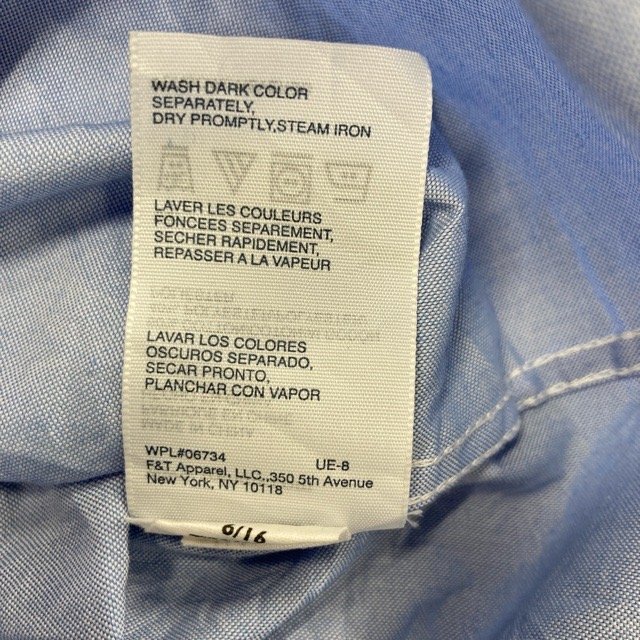 WASH DARK COLOR
SEPARATELY,
DRY PROMPTLY,STEAM IRON
LAVER LES COULEURS
FONCEES SEPAREMENT,
SECHER RAPIDEMENT,
REPASSER A LA VAPEUR
LAVAR LOS COLORES
OSCUROS SEPARADO,
SECAR PRONTO,
PLANCHAR CON VAPOR
WPL#06734 UE-8
F&T Apparel, LLC.,350 5th Avenue
New York, NY 10118